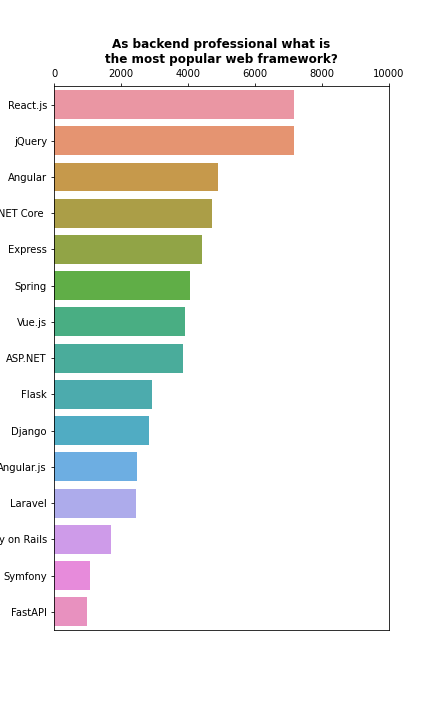 As backend professional what is
the most popular web framework?
0 2000 4000 6000 8000 10000
React.js
jQuery
Angular
NET Core
Express
Spring
Vue.js
ASP.NET
Flask
Django
Angular.js
Laravel
y on Rails
Symfony
FastAPI